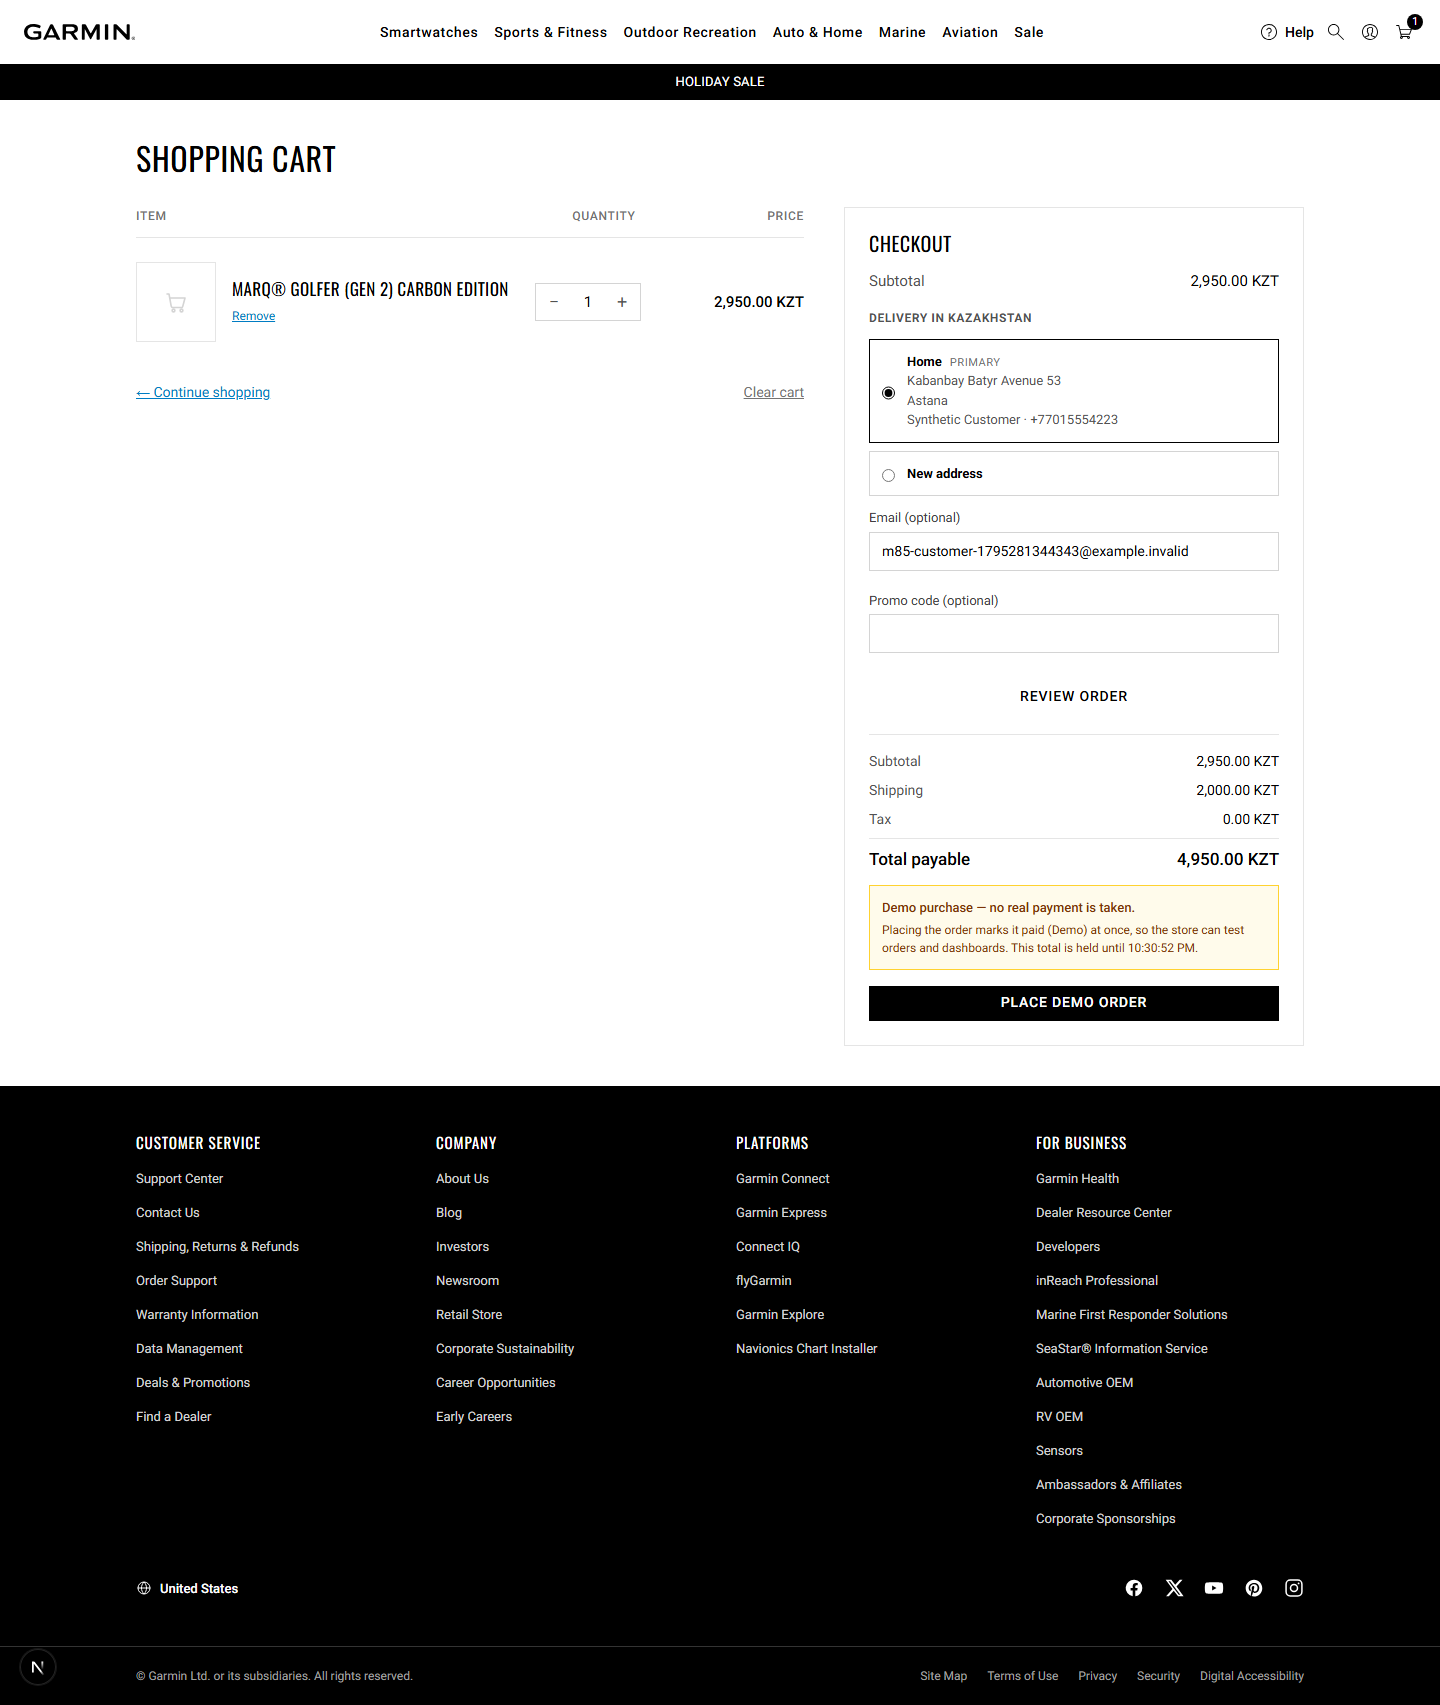 GARMIN
Smartwatches Sports & Fitness Outdoor Recreation Auto & Home Marine Aviation Sale
Help
1
HOLIDAY SALE
SHOPPING CART
ITEM QUANTITY PRICE
MARQ® GOLFER (GEN 2) CARBON EDITION
Remove
− 1 +
2,950.00 KZT
← Continue shopping
Clear cart
CHECKOUT
Subtotal 2,950.00 KZT
DELIVERY IN KAZAKHSTAN
Home PRIMARY
Kabanbay Batyr Avenue 53
Astana
Synthetic Customer · +77015554223
New address
Email (optional)
m85-customer-1795281344343@example.invalid
Promo code (optional)
REVIEW ORDER
Subtotal 2,950.00 KZT
Shipping 2,000.00 KZT
Tax 0.00 KZT
Total payable 4,950.00 KZT
Demo purchase — no real payment is taken.
Placing the order marks it paid (Demo) at once, so the store can test
orders and dashboards. This total is held until 10:30:52 PM.
PLACE DEMO ORDER
CUSTOMER SERVICE
Support Center
Contact Us
Shipping, Returns & Refunds
Order Support
Warranty Information
Data Management
Deals & Promotions
Find a Dealer
COMPANY
About Us
Blog
Investors
Newsroom
Retail Store
Corporate Sustainability
Career Opportunities
Early Careers
PLATFORMS
Garmin Connect
Garmin Express
Connect IQ
flyGarmin
Garmin Explore
Navionics Chart Installer
FOR BUSINESS
Garmin Health
Dealer Resource Center
Developers
inReach Professional
Marine First Responder Solutions
SeaStar® Information Service
Automotive OEM
RV OEM
Sensors
Ambassadors & Affiliates
Corporate Sponsorships
United States
N
© Garmin Ltd. or its subsidiaries. All rights reserved.
Site Map Terms of Use Privacy Security Digital Accessibility